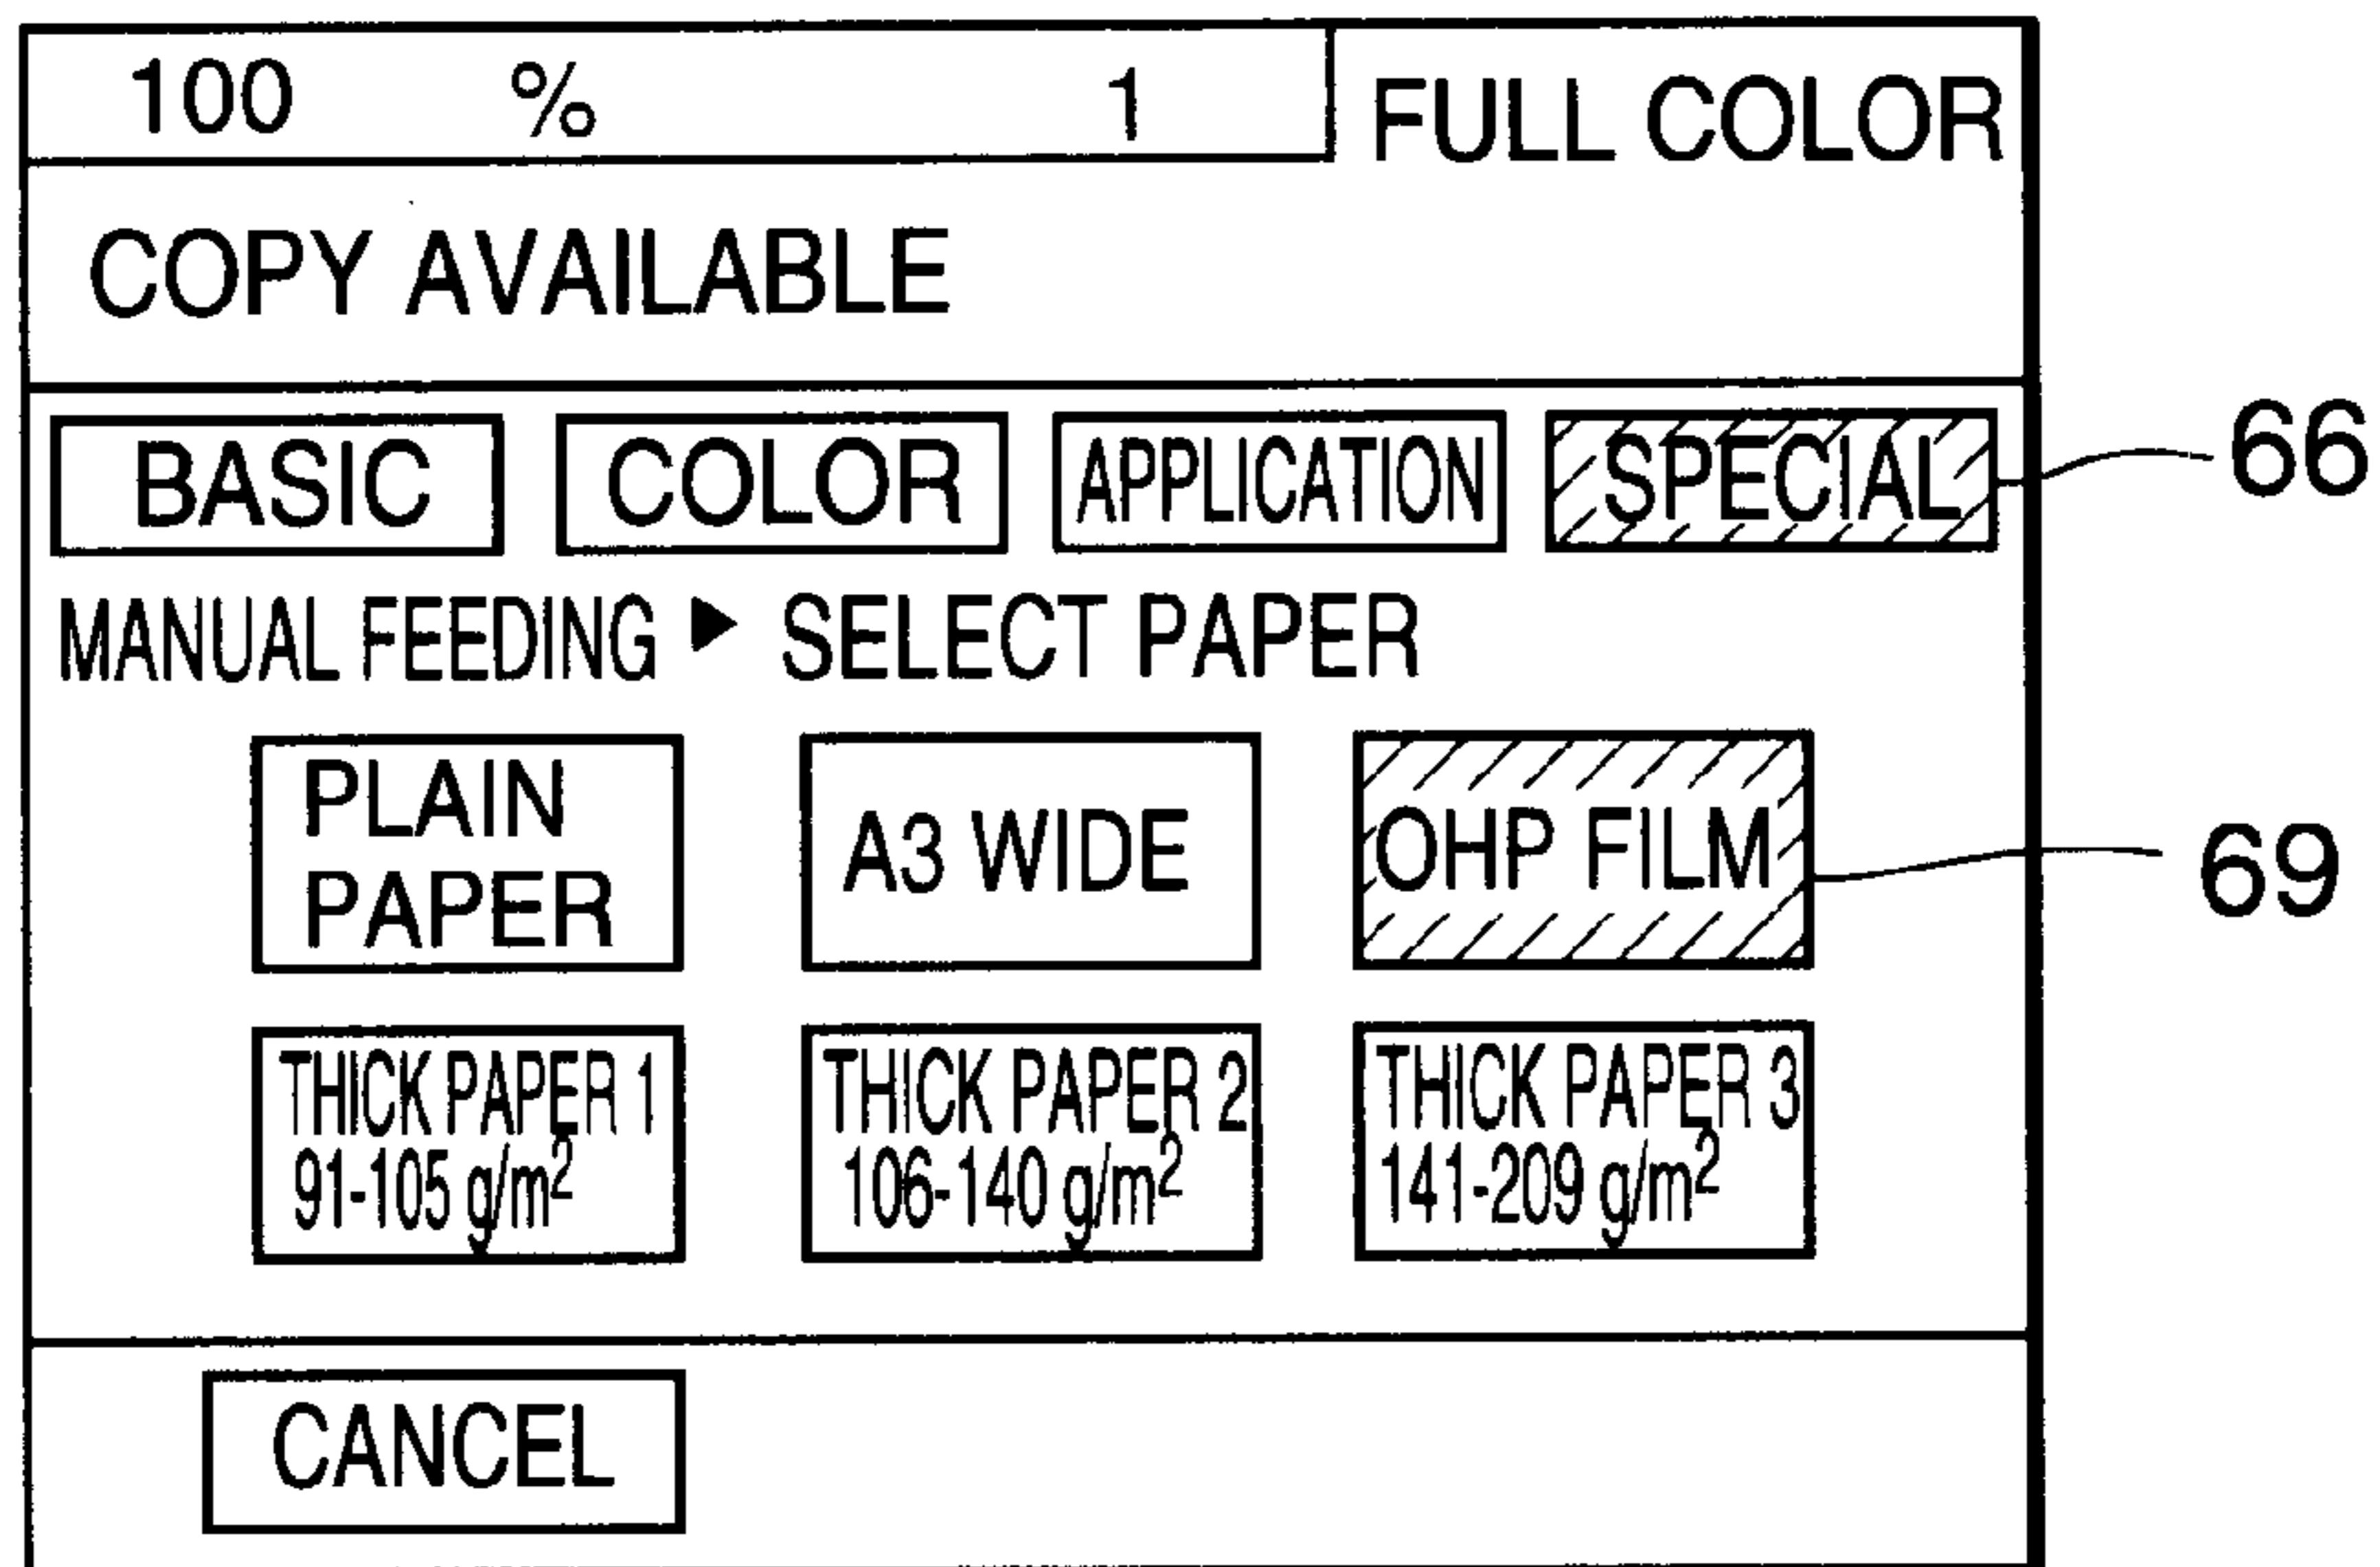 100 % 1 FULL COLOR
COPY AVAILABLE
BASIC COLOR APPLICATION SPECIAL 66
MANUAL FEEDING ▶ SELECT PAPER
PLAIN PAPER
A3 WIDE
OHP FILM
69
THICK PAPER 1
91-105 g/m²
THICK PAPER 2
106-140 g/m²
THICK PAPER 3
141-209 g/m²
CANCEL